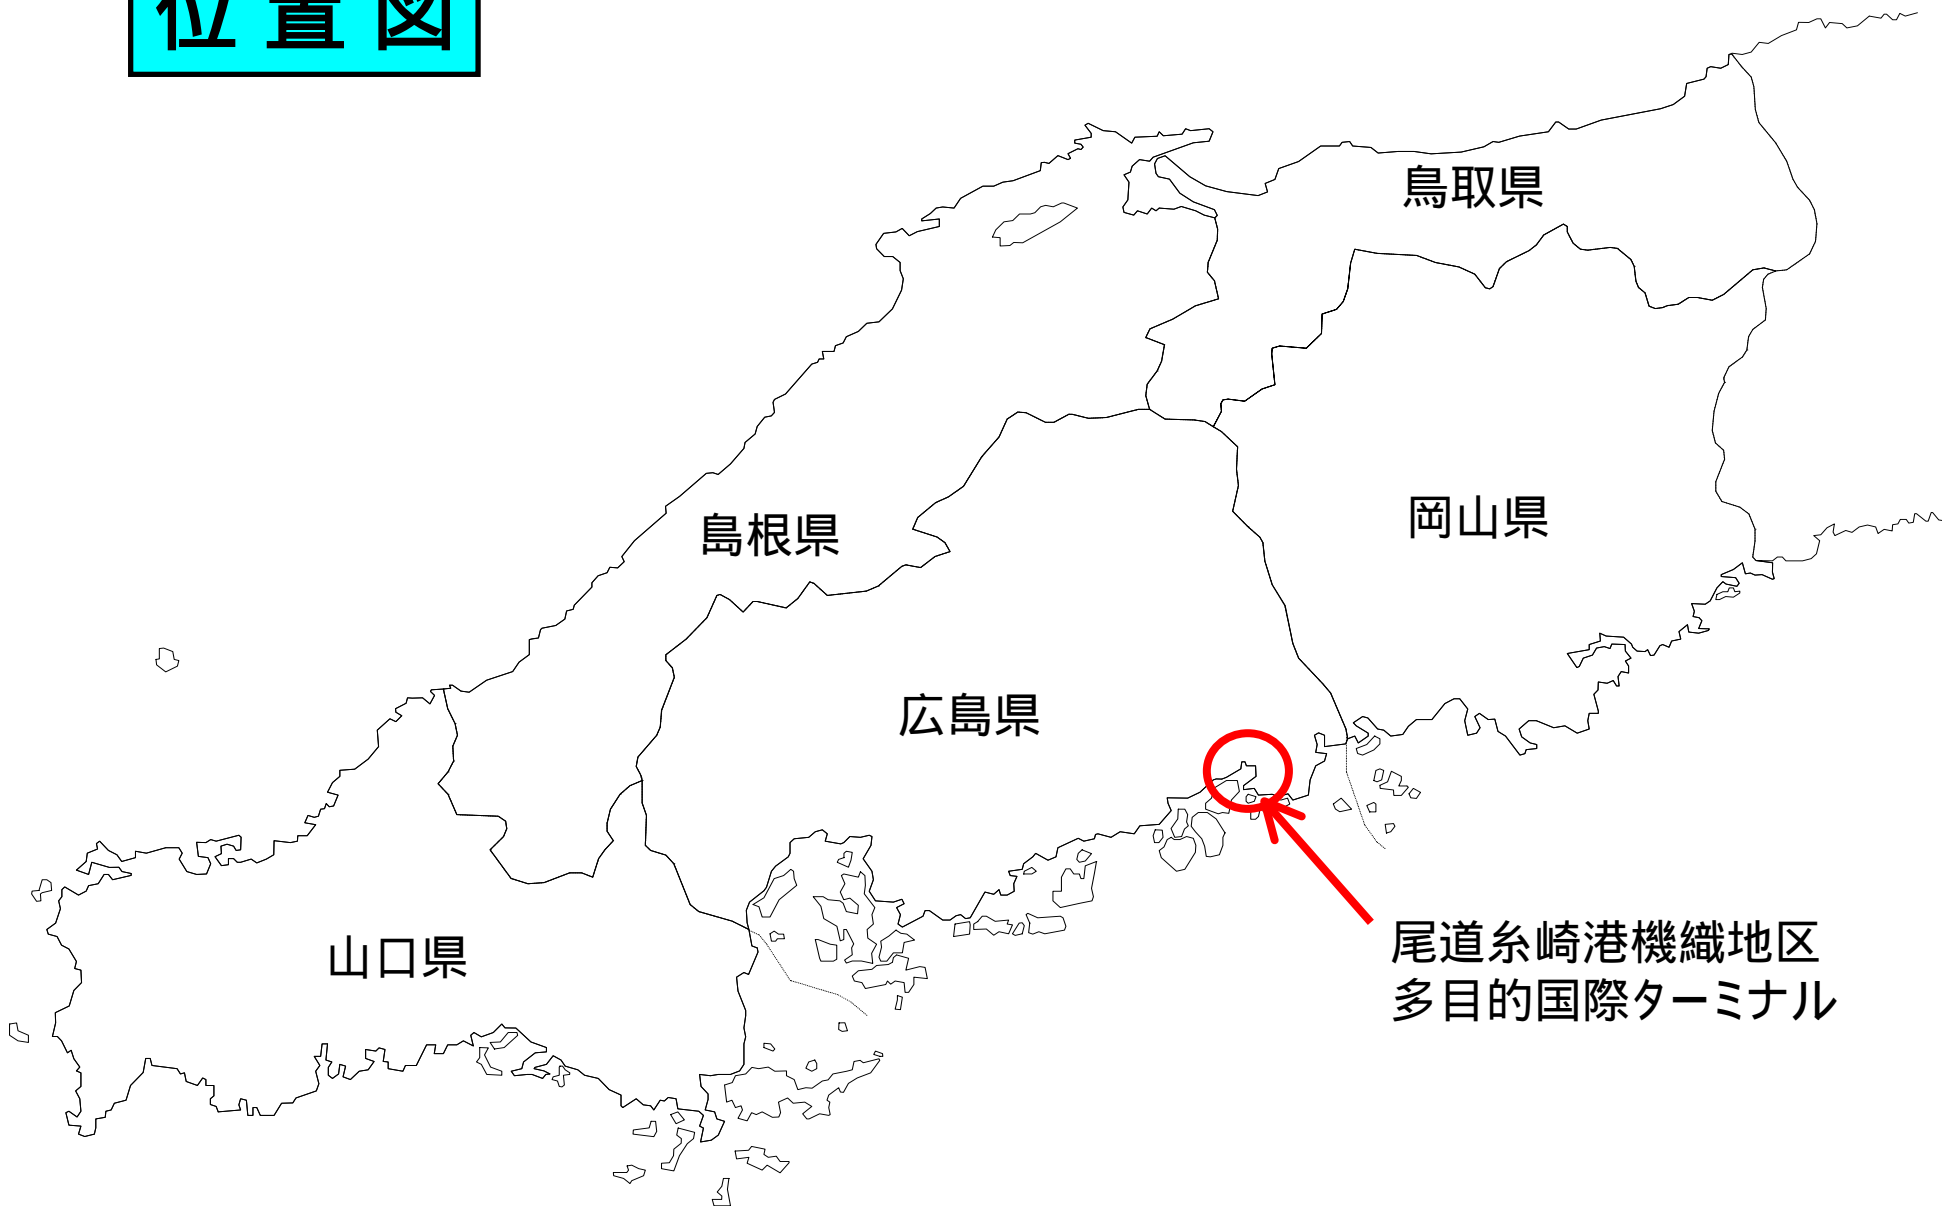 位置図
鳥取県
岡山県
島根県
広島県
山口県
尾道糸崎港機織地区
多目的国際ターミナル